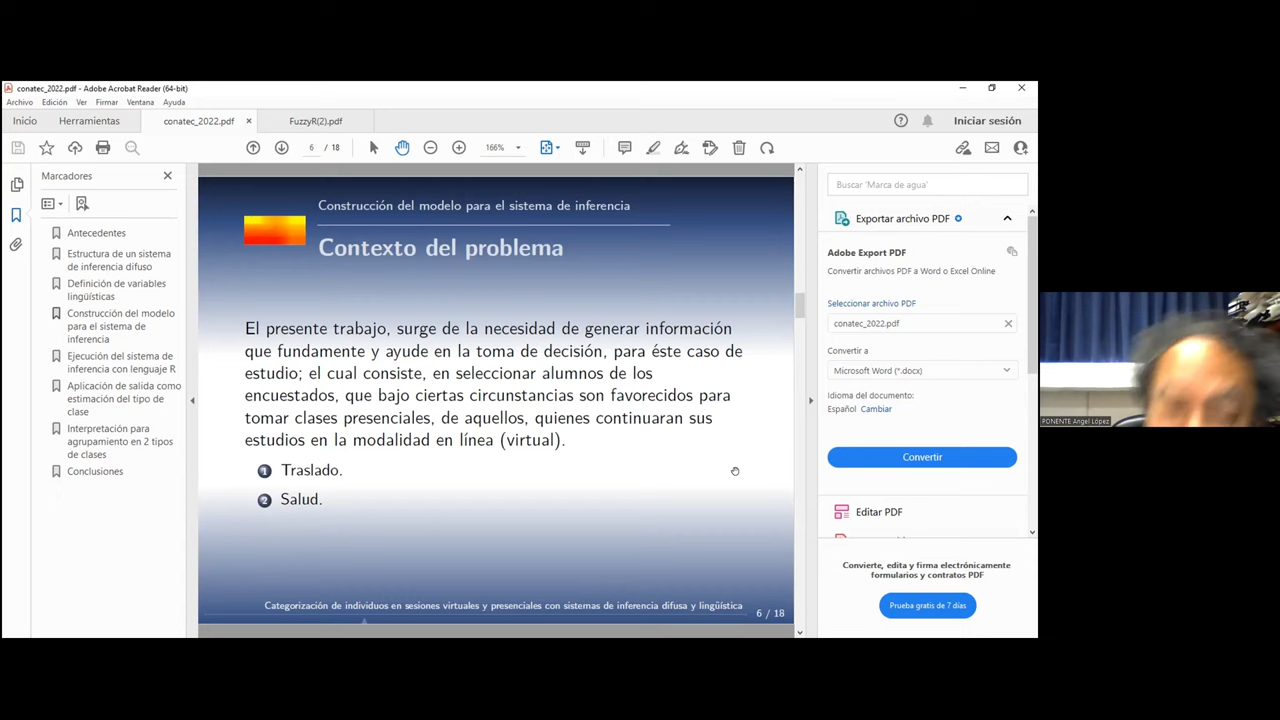 conatec_2022.pdf - Adobe Acrobat Reader (64-bit)
Archivo Edición Ver Firmar Ventana Ayuda
Inicio Herramientas conatec_2022.pdf × FuzzyR(2).pdf Iniciar sesión
6 / 18 166%
Marcadores
Antecedentes
Estructura de un sistema
de inferencia difuso
Definición de variables
lingüísticas
Construcción del modelo
para el sistema de
inferencia
Ejecución del sistema de
inferencia con lenguaje R
Aplicación de salida como
estimación del tipo de
clase
Interpretación para
agrupamiento en 2 tipos
de clases
Conclusiones
Construcción del modelo para el sistema de inferencia
Contexto del problema
El presente trabajo, surge de la necesidad de generar información
que fundamente y ayude en la toma de decisión, para éste caso de
estudio; el cual consiste, en seleccionar alumnos de los
encuestados, que bajo ciertas circunstancias son favorecidos para
tomar clases presenciales, de aquellos, quienes continuaran sus
estudios en la modalidad en línea (virtual).
1 Traslado.
2 Salud.
Categorización de individuos en sesiones virtuales y presenciales con sistemas de inferencia difusa y lingüística
6 / 18
Buscar 'Marca de agua'
Exportar archivo PDF
Adobe Export PDF
Convertir archivos PDF a Word o Excel Online
Seleccionar archivo PDF
conatec_2022.pdf
Convertir a
Microsoft Word (*.docx)
Idioma del documento:
Español Cambiar
Convertir
Editar PDF
Convierte, edita y firma electrónicamente
formularios y contratos PDF
Prueba gratis de 7 días
PONENTE Angel López